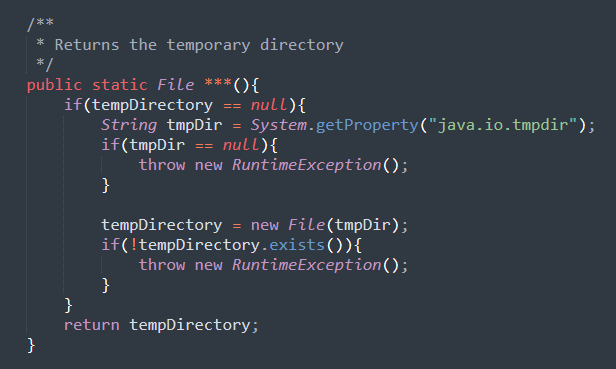 /**
 * Returns the temporary directory
 */
public static File ***(){
    if(tempDirectory == null){
        String tmpDir = System.getProperty("java.io.tmpdir");
        if(tmpDir == null){
            throw new RuntimeException();
        }

        tempDirectory = new File(tmpDir);
        if(!tempDirectory.exists()){
            throw new RuntimeException();
        }
    }
    return tempDirectory;
}